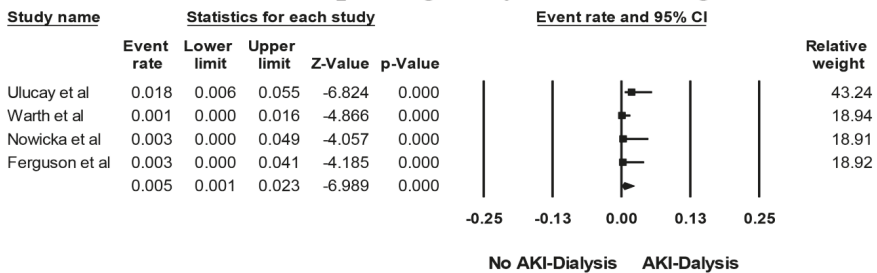 Study name Statistics for each study Event rate and 95% CI
Event Lower Upper Relative
rate limit limit Z-Value p-Value weight
Ulucay et al 0.018 0.006 0.055 -6.824 0.000 43.24
Warth et al 0.001 0.000 0.016 -4.866 0.000 18.94
Nowicka et al 0.003 0.000 0.049 -4.057 0.000 18.91
Ferguson et al 0.003 0.000 0.041 -4.185 0.000 18.92
0.005 0.001 0.023 -6.989 0.000
-0.25 -0.13 0.00 0.13 0.25
No AKI-Dialysis AKI-Dalysis